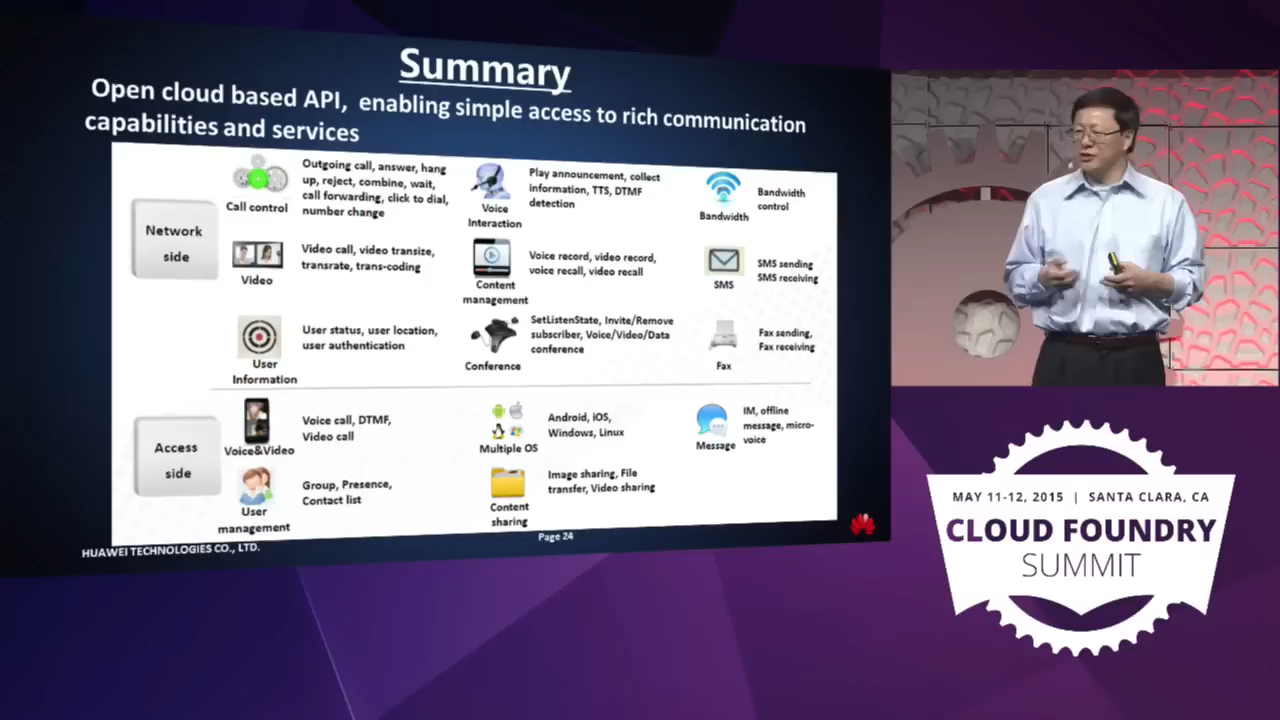 Summary
Open cloud based API, enabling simple access to rich communication
capabilities and services
Network
side
Call control
Outgoing call, answer, hang
up, reject, combine, wait,
call forwarding, click to dial,
number change
Voice
Interaction
Play announcement, collect
information, TTS, DTMF
detection
Bandwidth
Bandwidth
control
Video
Video call, video transize,
transrate, trans-coding
Content
management
Voice record, video record,
voice recall, video recall
SMS
SMS sending
SMS receiving
User
Information
User status, user location,
user authentication
Conference
SetListenState, Invite/Remove
subscriber, Voice/Video/Data
conference
Fax
Fax sending,
Fax receiving
Access
side
Voice&Video
Voice call, DTMF,
Video call
Multiple OS
Android, iOS,
Windows, Linux
Message
IM, offline
message, micro-
voice
User
management
Group, Presence,
Contact list
Content
sharing
Image sharing, File
transfer, Video sharing
HUAWEI TECHNOLOGIES CO., LTD.
Page 24
MAY 11-12, 2015 | SANTA CLARA, CA
CLOUD FOUNDRY
SUMMIT